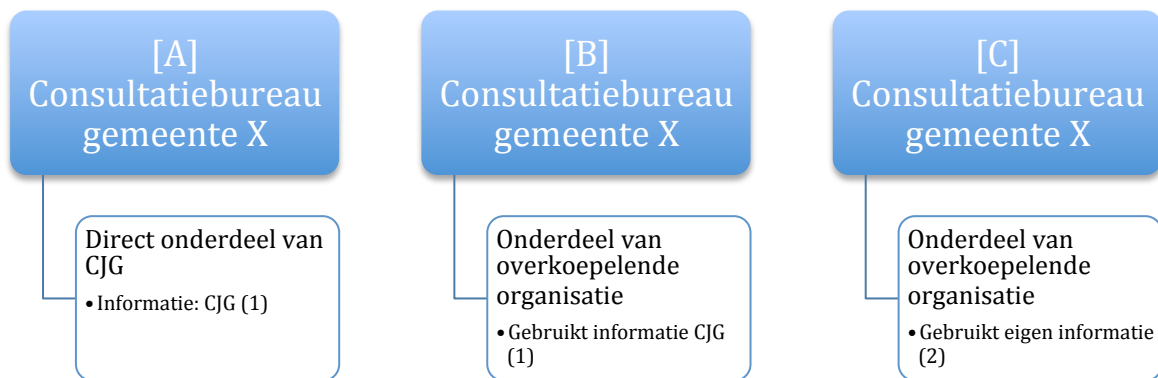 [A]
Consultatiebureau
gemeente X
Direct onderdeel van
CJG
• Informatie: CJG (1)
[B]
Consultatiebureau
gemeente X
Onderdeel van
overkoepelende
organisatie
• Gebruikt informatie CJG
(1)
[C]
Consultatiebureau
gemeente X
Onderdeel van
overkoepelende
organisatie
• Gebruikt eigen informatie
(2)